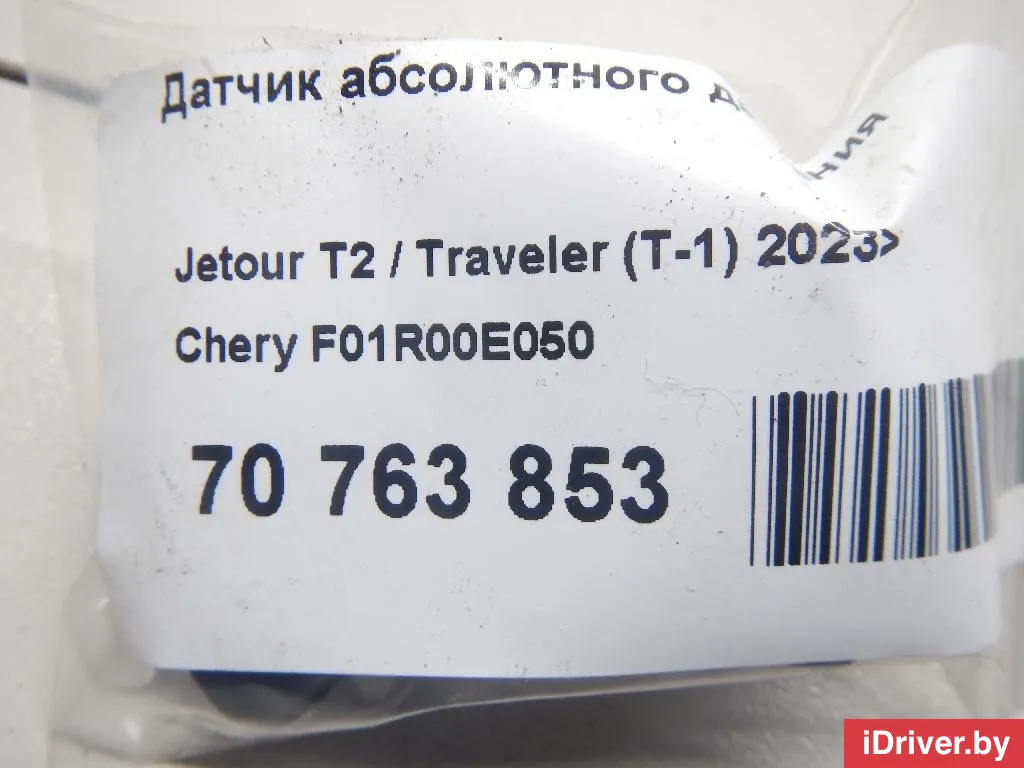 Датчик абсолютного
Jetour T2 / Traveler (T-1) 2023>
Chery F01R00E050
70 763 853
iDriver.by